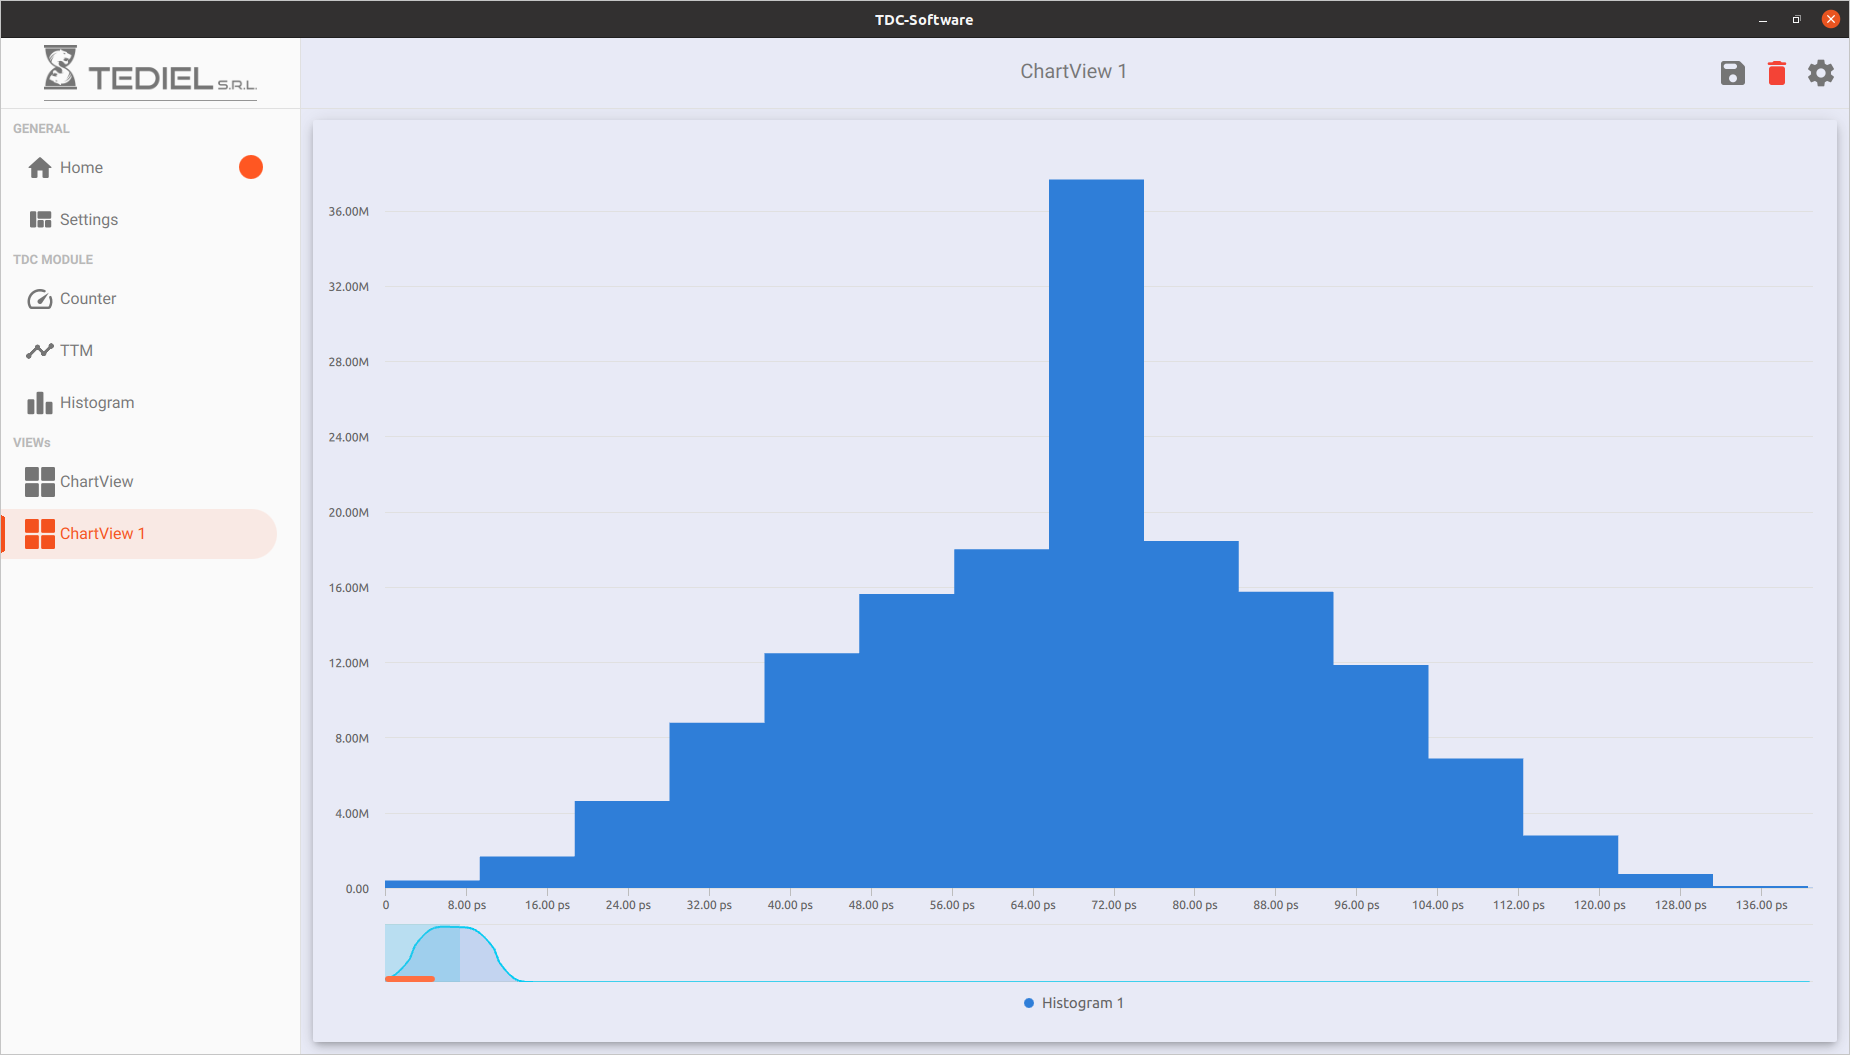 TDC-Software
TEDIEL S.R.L.
ChartView 1
GENERAL
Home
Settings
TDC MODULE
Counter
TTM
Histogram
VIEWs
ChartView
ChartView 1
36.00M
32.00M
28.00M
24.00M
20.00M
16.00M
12.00M
8.00M
4.00M
0.00
0 8.00 ps 16.00 ps 24.00 ps 32.00 ps 40.00 ps 48.00 ps 56.00 ps 64.00 ps 72.00 ps 80.00 ps 88.00 ps 96.00 ps 104.00 ps 112.00 ps 120.00 ps 128.00 ps 136.00 ps
Histogram 1